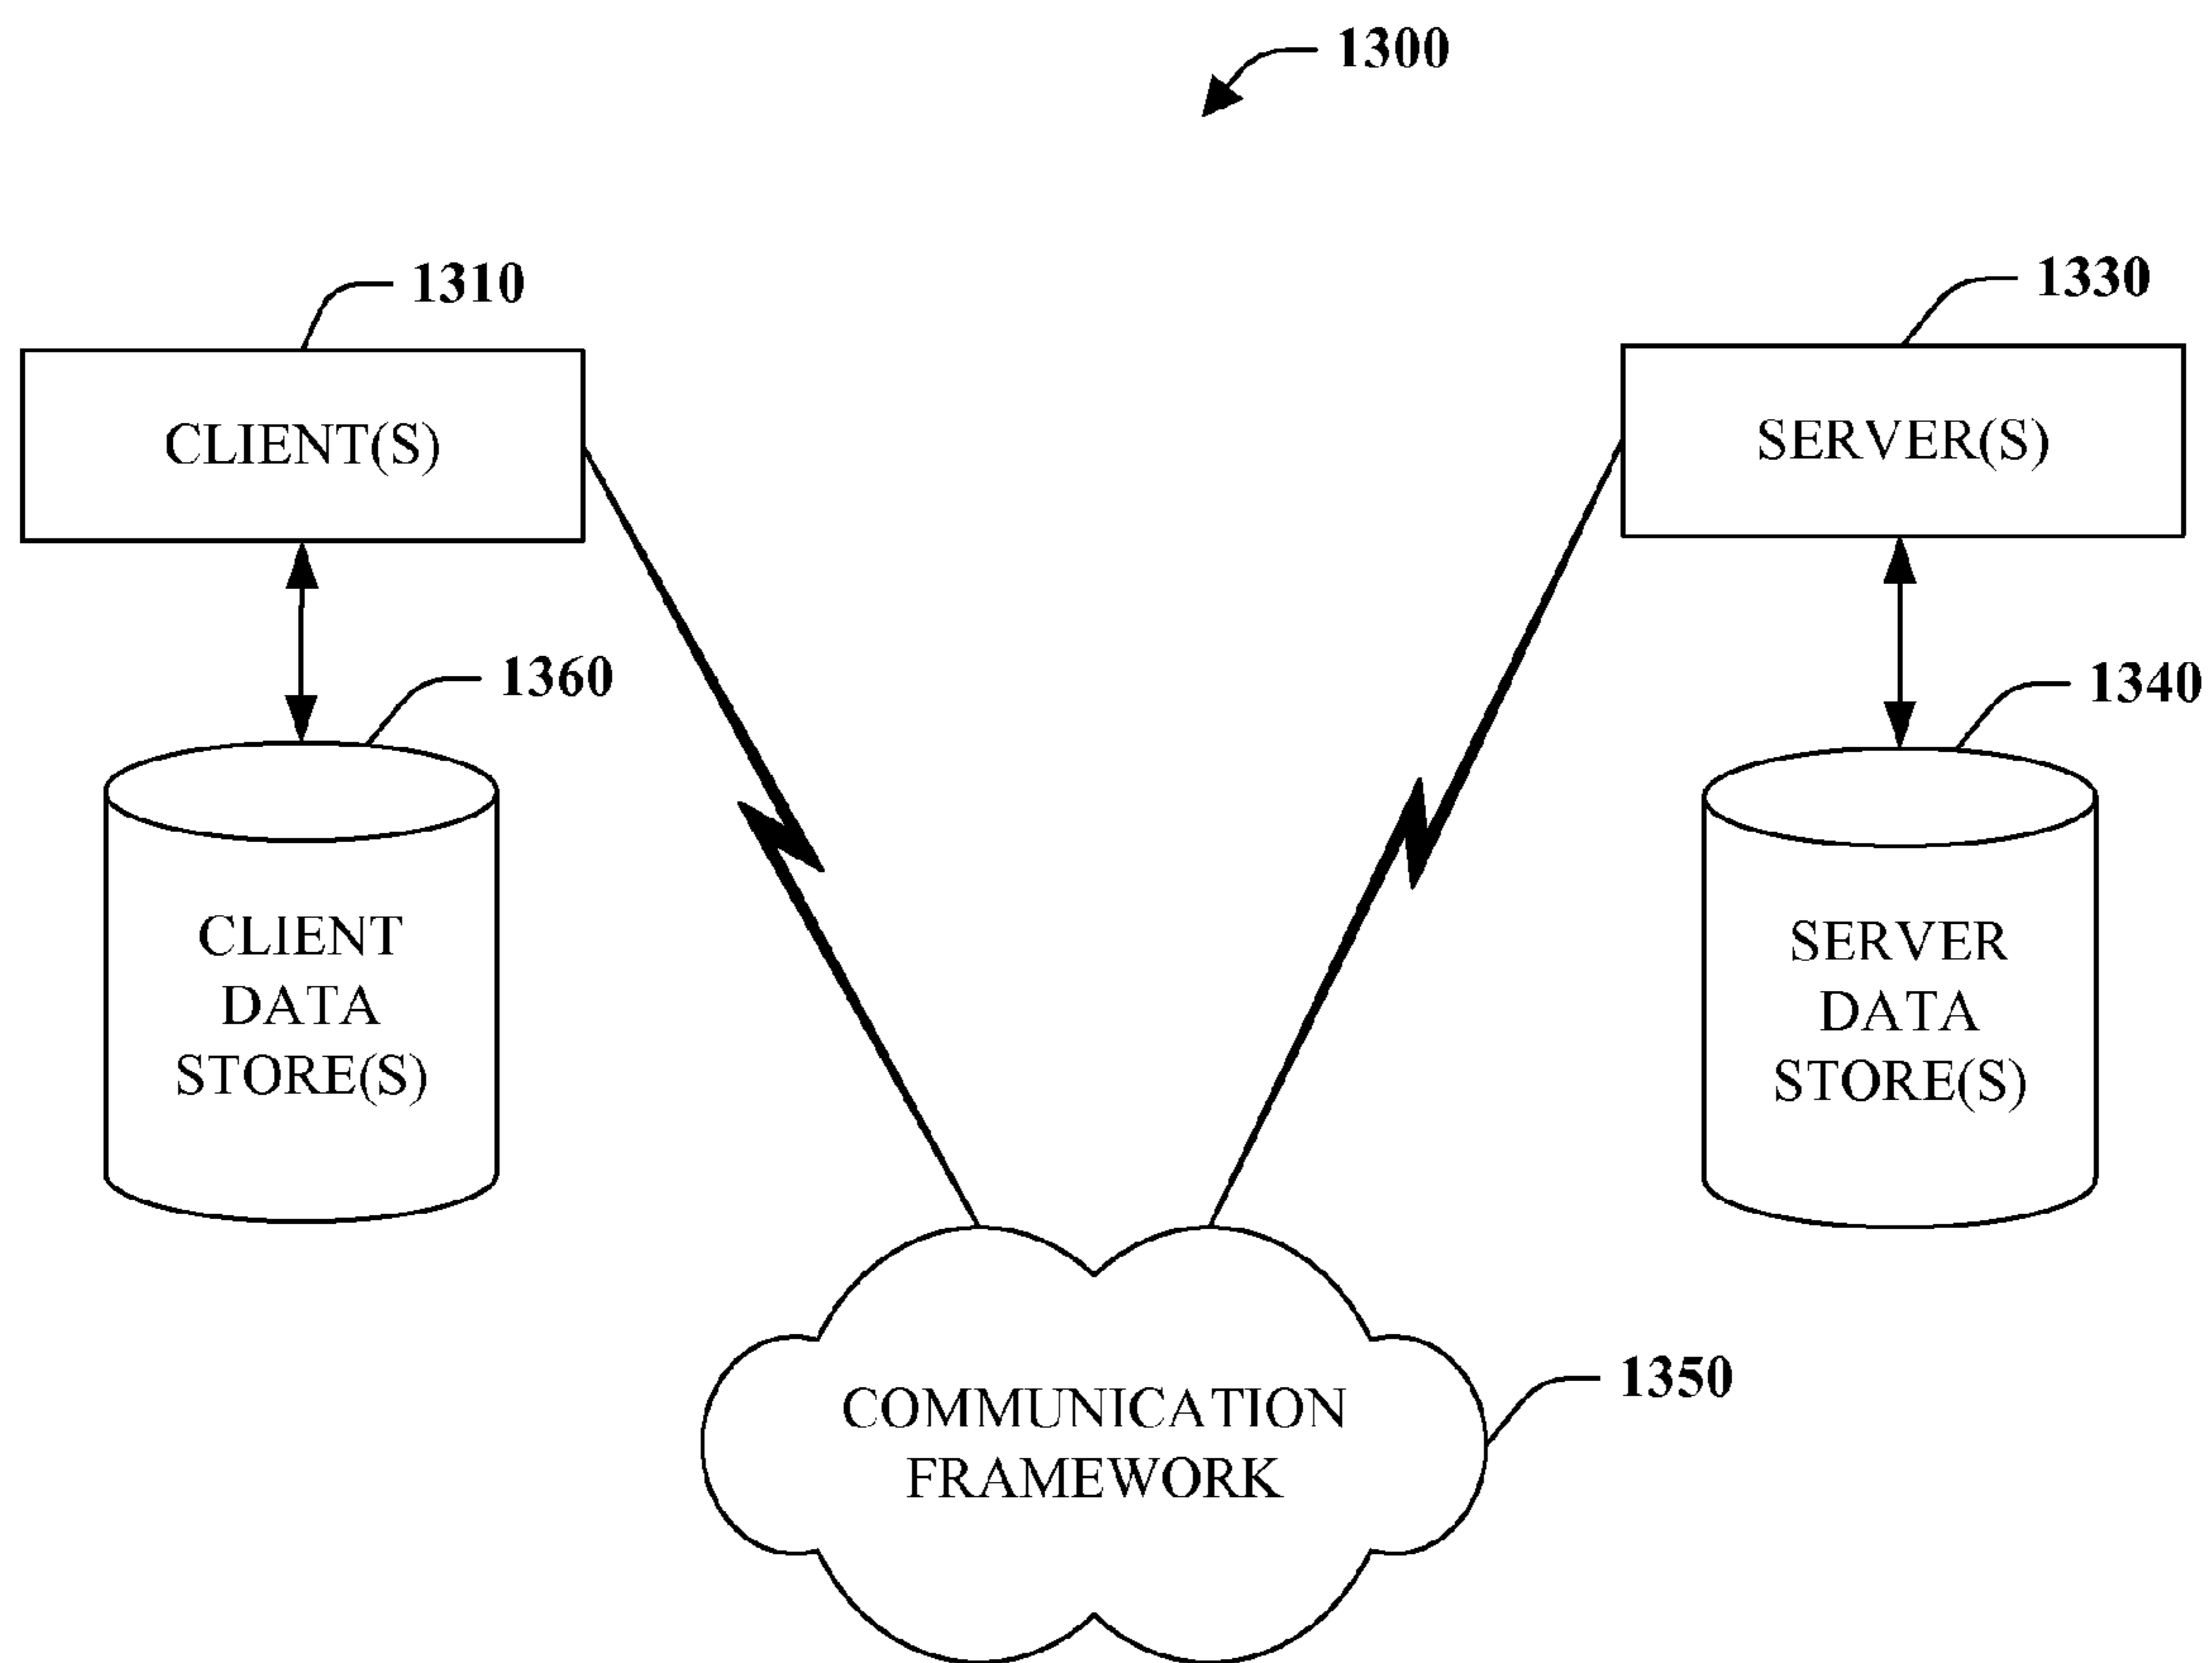 1300
1310
1330
CLIENT(S)
SERVER(S)
1360
1340
CLIENT
DATA
STORE(S)
SERVER
DATA
STORE(S)
1350
COMMUNICATION
FRAMEWORK